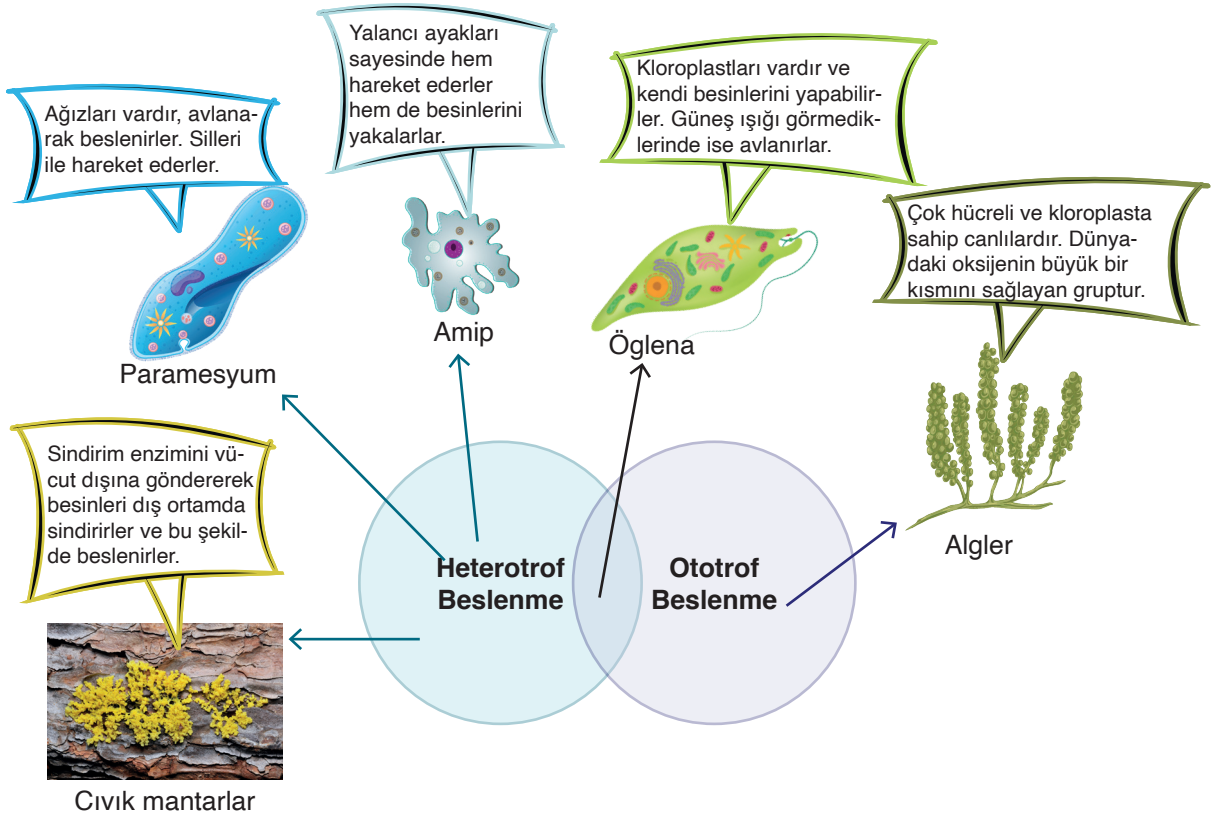 Yalancı ayakları
sayesinde hem
hareket ederler
hem de besinlerini
yakalarlar.
Kloroplastları vardır ve
kendi besinlerini yapabilir-
ler. Güneş ışığı görmedik-
lerinde ise avlanırlar.
Ağızları vardır, avlana-
rak beslenirler. Silleri
ile hareket ederler.
Çok hücreli ve kloroplasta
sahip canlılardır. Dünya-
daki oksijenin büyük bir
kısmını sağlayan gruptur.
Amip
Öglena
Paramesyum
Sindirim enzimini vü-
cut dışına göndererek
besinleri dış ortamda
sindirirler ve bu şekil-
de beslenirler.
Algler
Heterotrof
Beslenme
Ototrof
Beslenme
Cıvık mantarlar